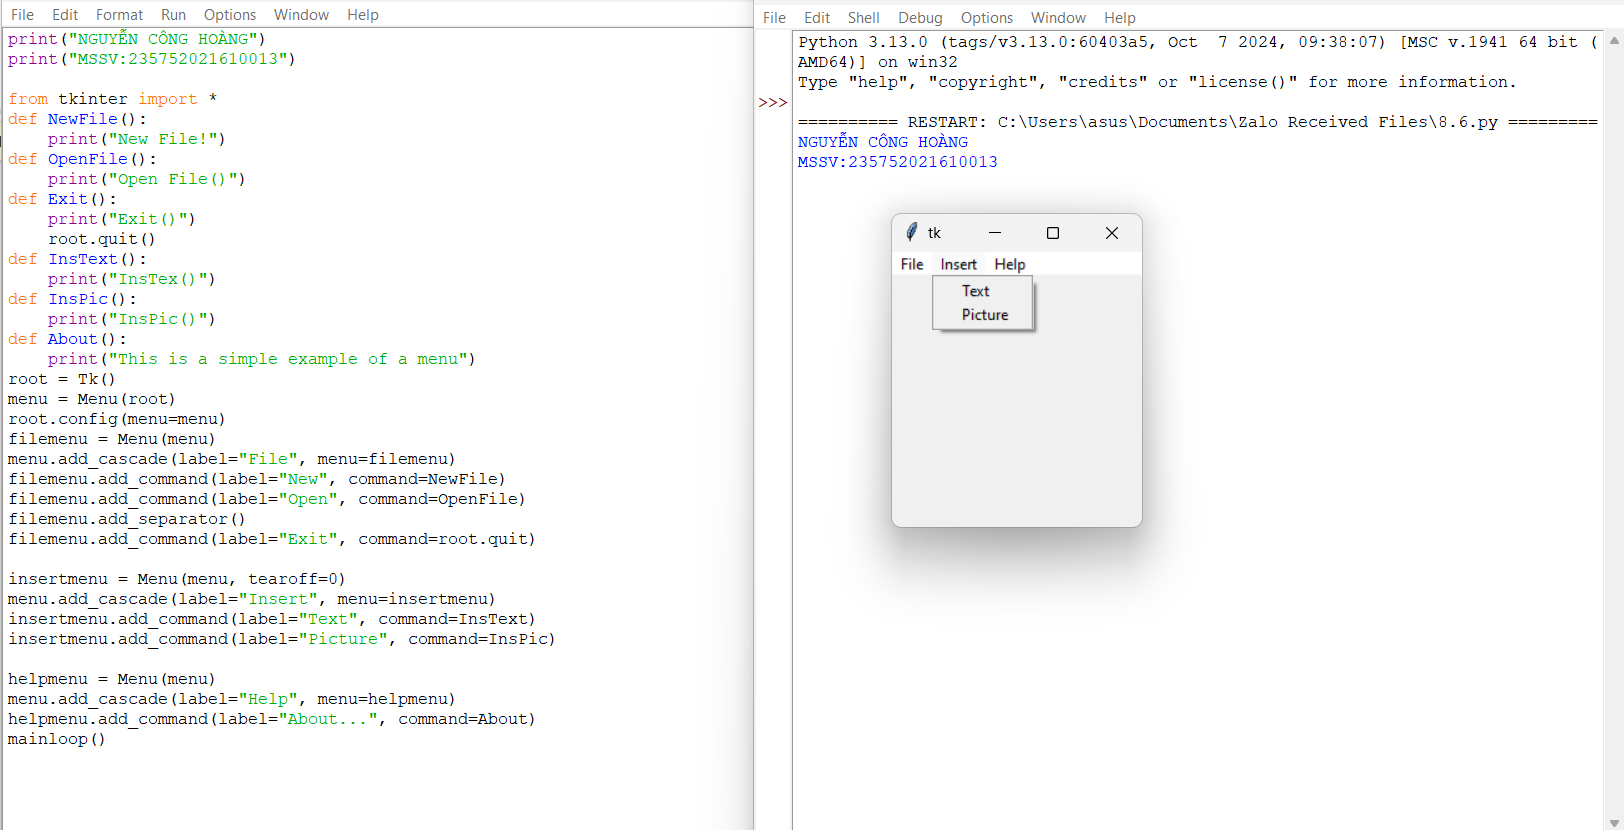 File Edit Format Run Options Window Help
print("NGUYỄN CÔNG HOÀNG")
print("MSSV:235752021610013")
from tkinter import *
def NewFile():
    print("New File!")
def OpenFile():
    print("Open File()")
def Exit():
    print("Exit()")
    root.quit()
def InsText():
    print("InsTex()")
def InsPic():
    print("InsPic()")
def About():
    print("This is a simple example of a menu")
root = Tk()
menu = Menu(root)
root.config(menu=menu)
filemenu = Menu(menu)
menu.add_cascade(label="File", menu=filemenu)
filemenu.add_command(label="New", command=NewFile)
filemenu.add_command(label="Open", command=OpenFile)
filemenu.add_separator()
filemenu.add_command(label="Exit", command=root.quit)
insertmenu = Menu(menu, tearoff=0)
menu.add_cascade(label="Insert", menu=insertmenu)
insertmenu.add_command(label="Text", command=InsText)
insertmenu.add_command(label="Picture", command=InsPic)
helpmenu = Menu(menu)
menu.add_cascade(label="Help", menu=helpmenu)
helpmenu.add_command(label="About...", command=About)
mainloop()
File Edit Shell Debug Options Window Help
Python 3.13.0 (tags/v3.13.0:60403a5, Oct  7 2024, 09:38:07) [MSC v.1941 64 bit (
AMD64)] on win32
Type "help", "copyright", "credits" or "license()" for more information.
>>>
========== RESTART: C:\Users\asus\Documents\Zalo Received Files\8.6.py =========
NGUYỄN CÔNG HOÀNG
MSSV:235752021610013
tk
File Insert Help
Text
Picture